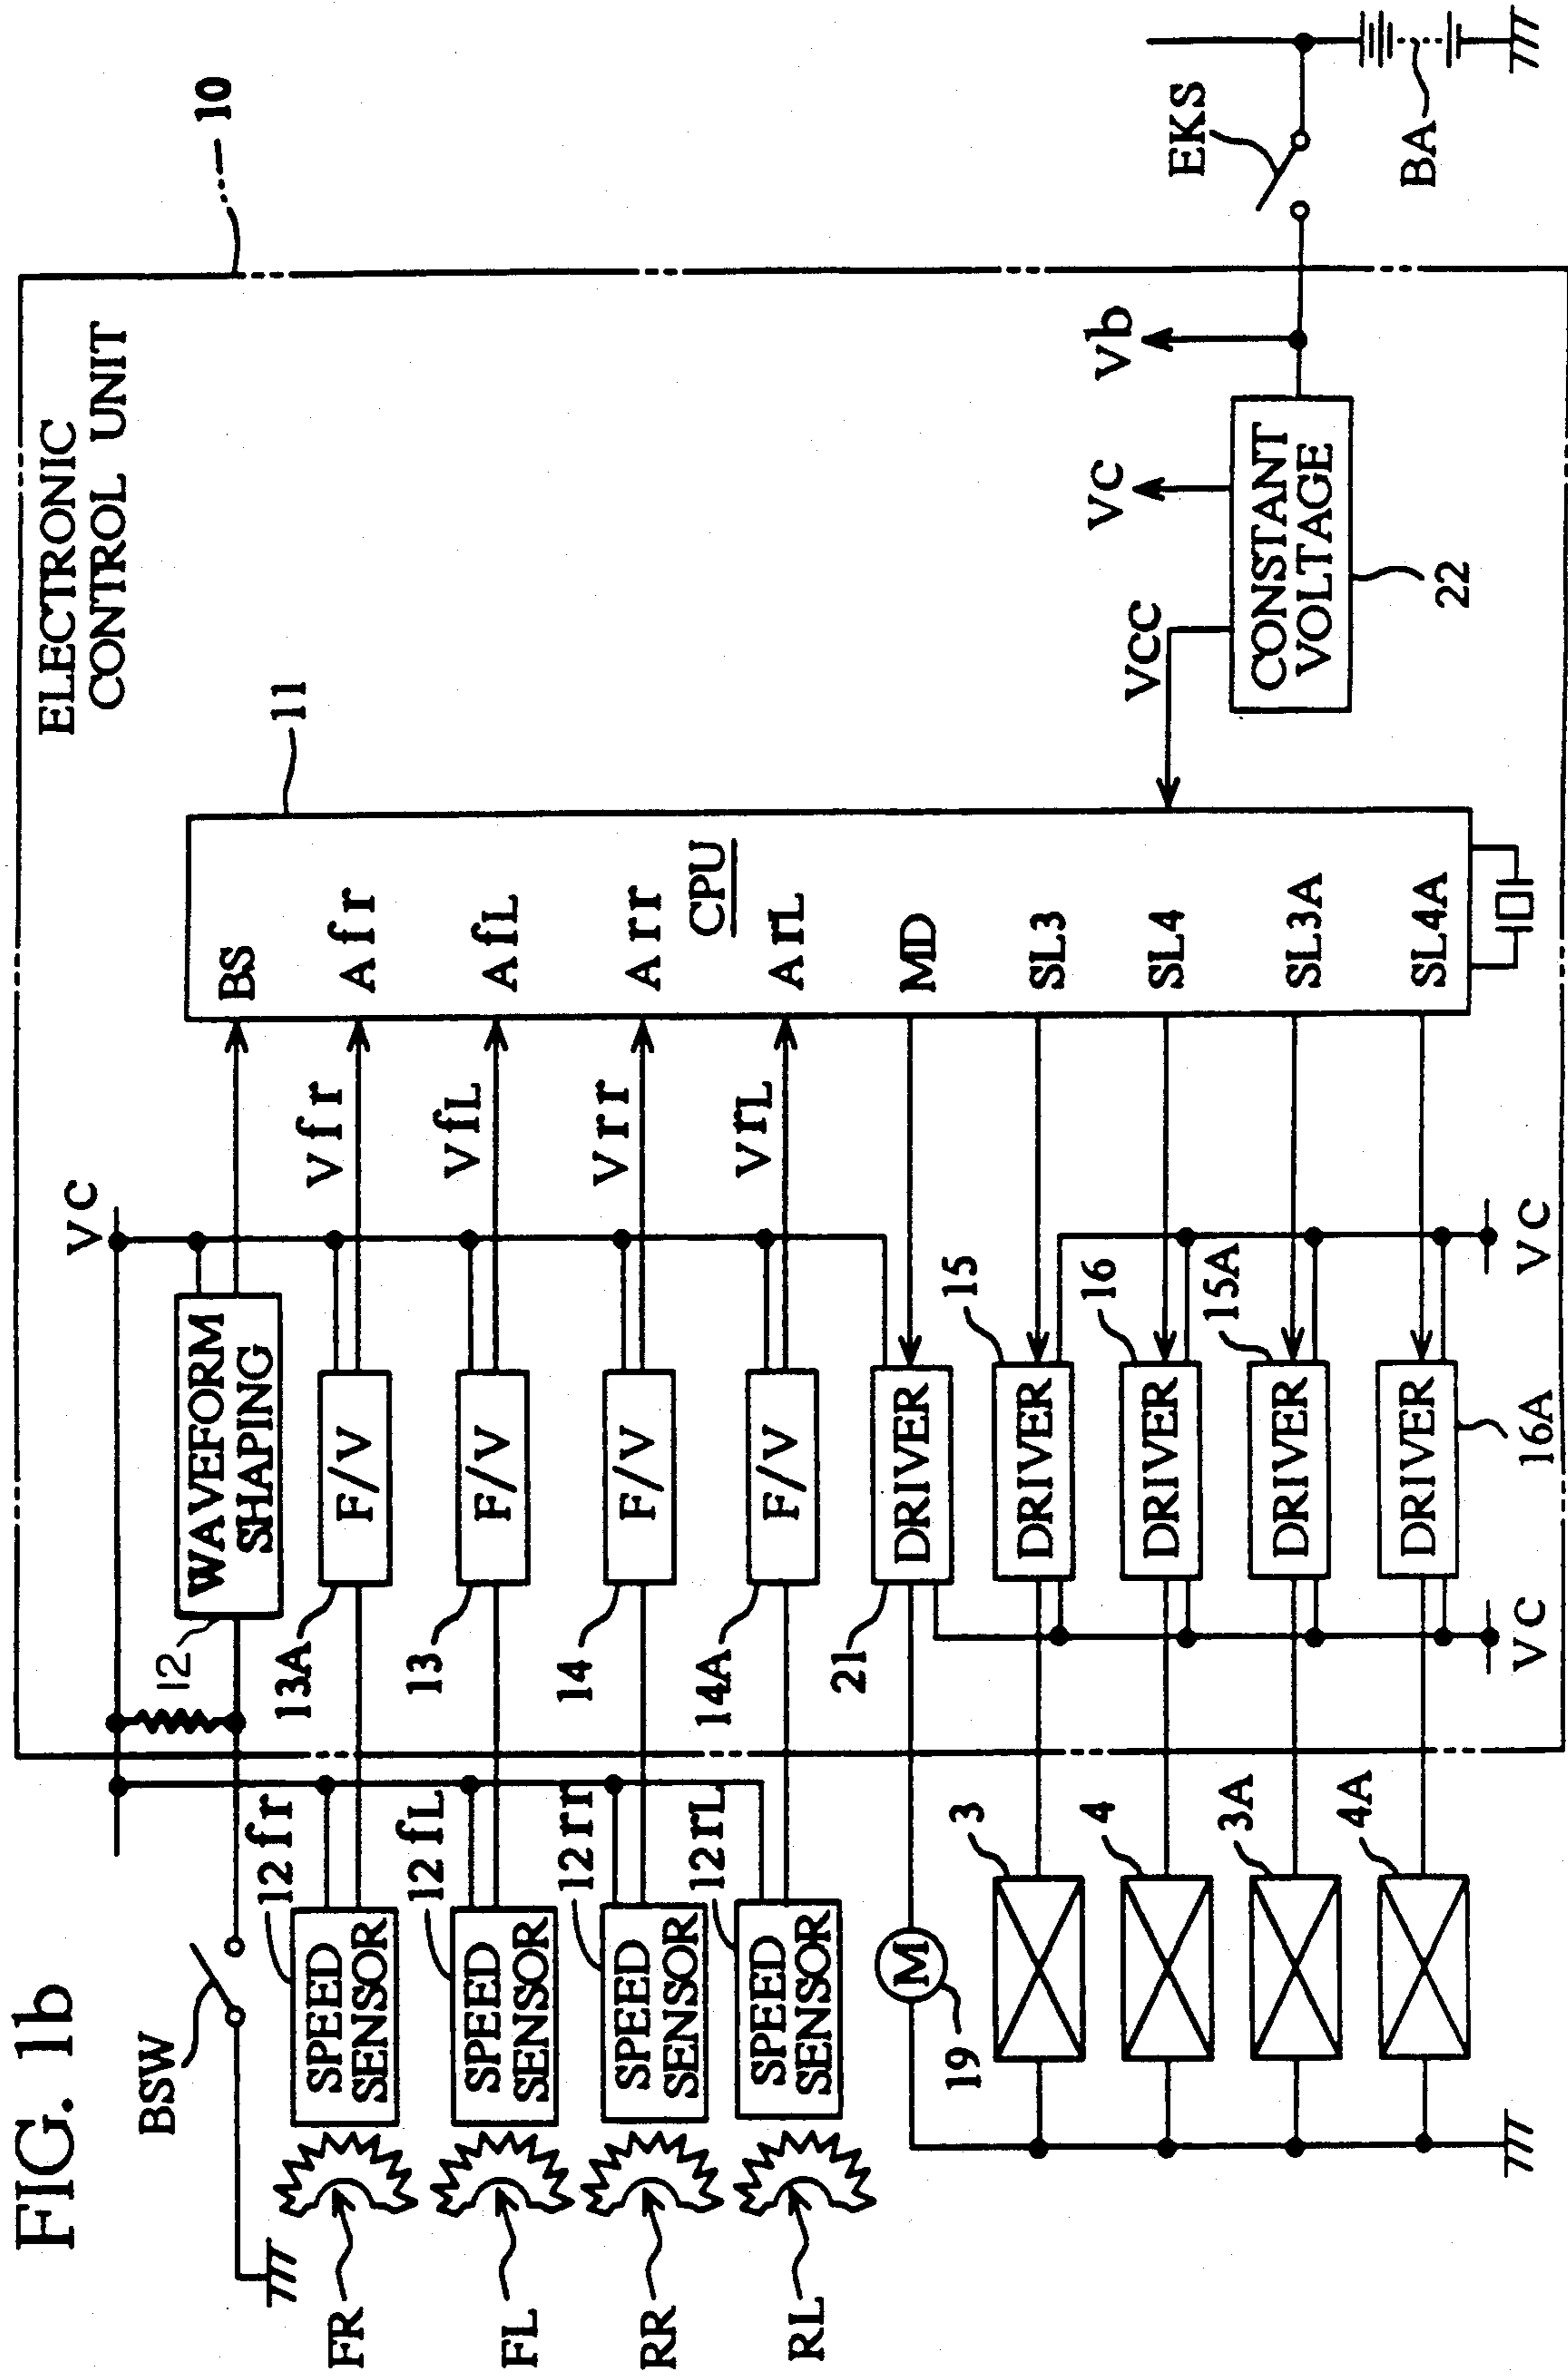 FIG. 1b
ELECTRONIC
CONTROL UNIT
10
VC
BSW
12
WAVEFORM
SHAPING
BS
11
FR
SPEED
SENSOR
12fr
13A
F/V
Vfr
Afr
FL
SPEED
SENSOR
12fL
13
F/V
VfL
AfL
RR
SPEED
SENSOR
12rr
14
F/V
Vrr
Arr
CPU
RL
SPEED
SENSOR
12rL
14A
F/V
VrL
ArL
M
19
21
DRIVER
MD
3
DRIVER
15
SL3
4
DRIVER
16
SL4
3A
DRIVER
15A
SL3A
4A
DRIVER
16A
SL4A
VC
VC
VCC
VC
Vb
CONSTANT
VOLTAGE
22
EKS
BA